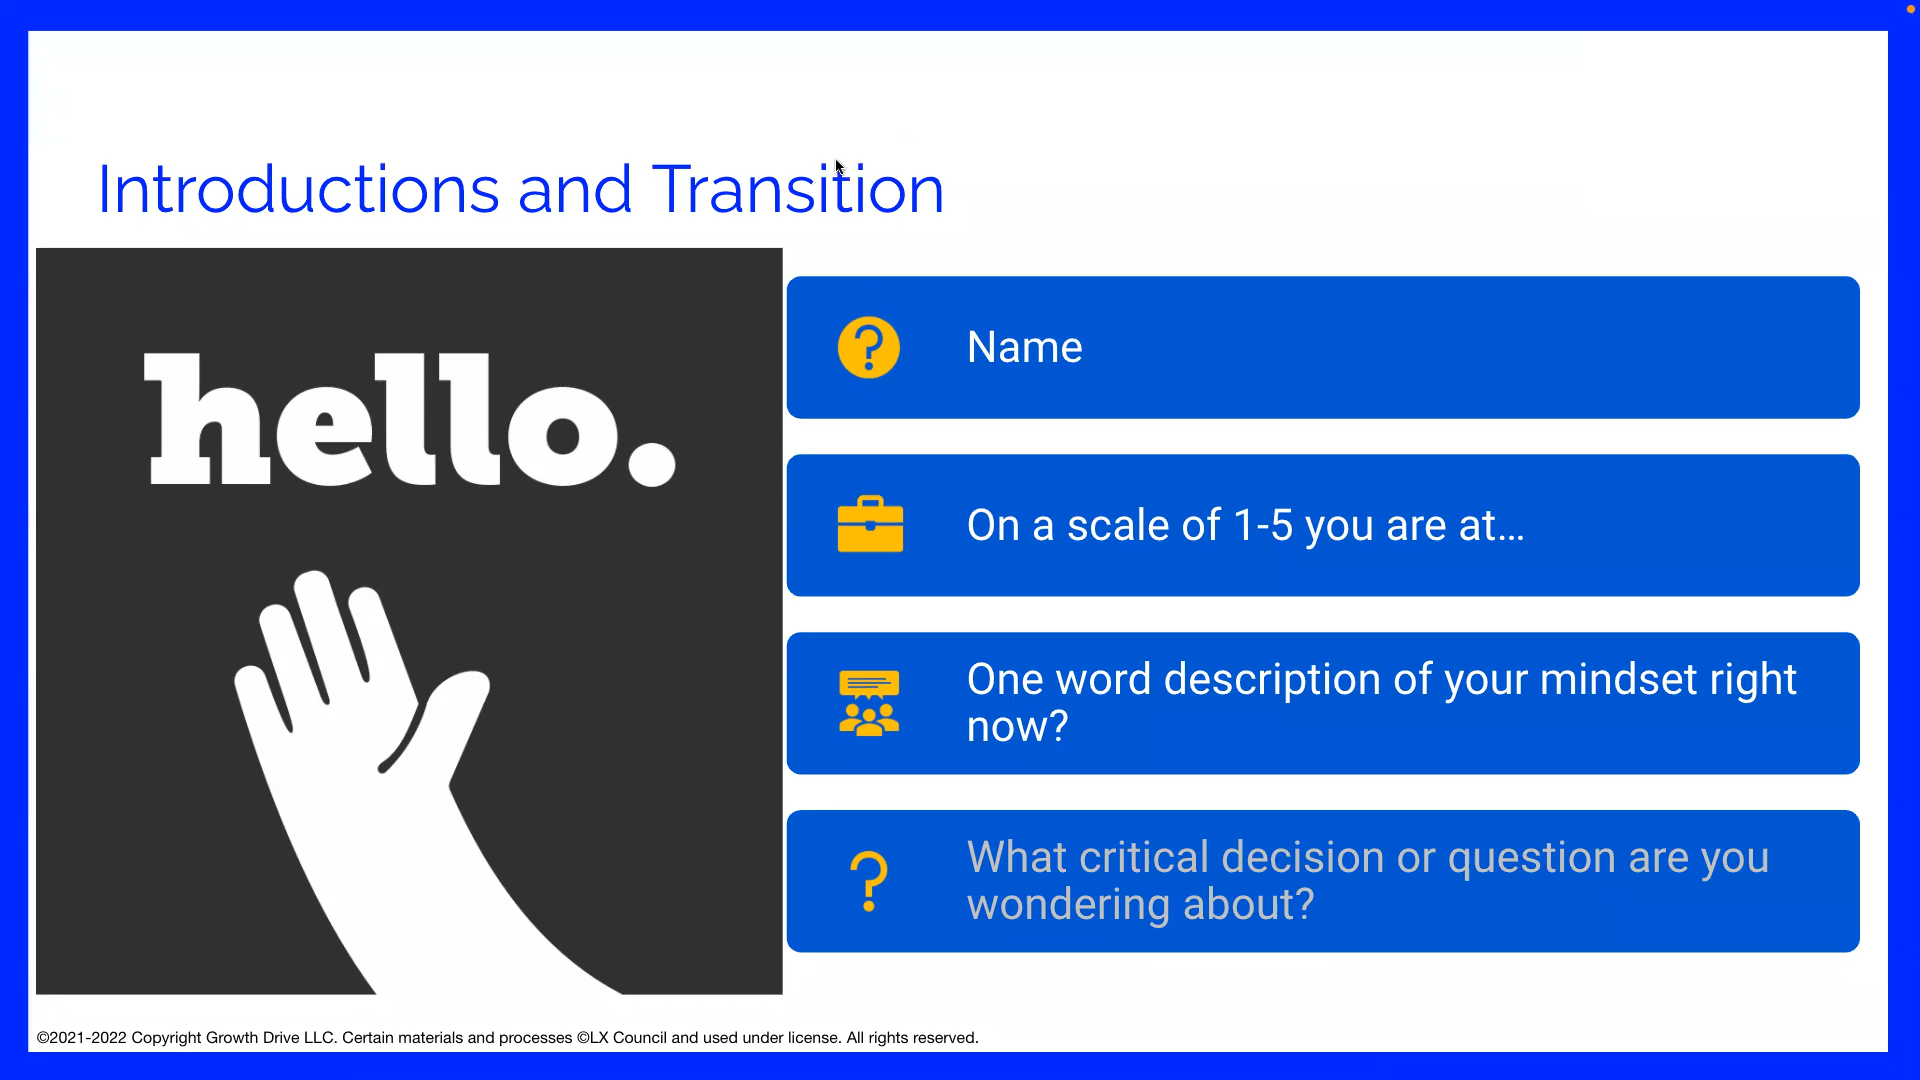 Introductions and Transition
hello.
Name
On a scale of 1-5 you are at...
One word description of your mindset right
now?
What critical decision or question are you
wondering about?
©2021-2022 Copyright Growth Drive LLC. Certain materials and processes ©LX Council and used under license. All rights reserved.